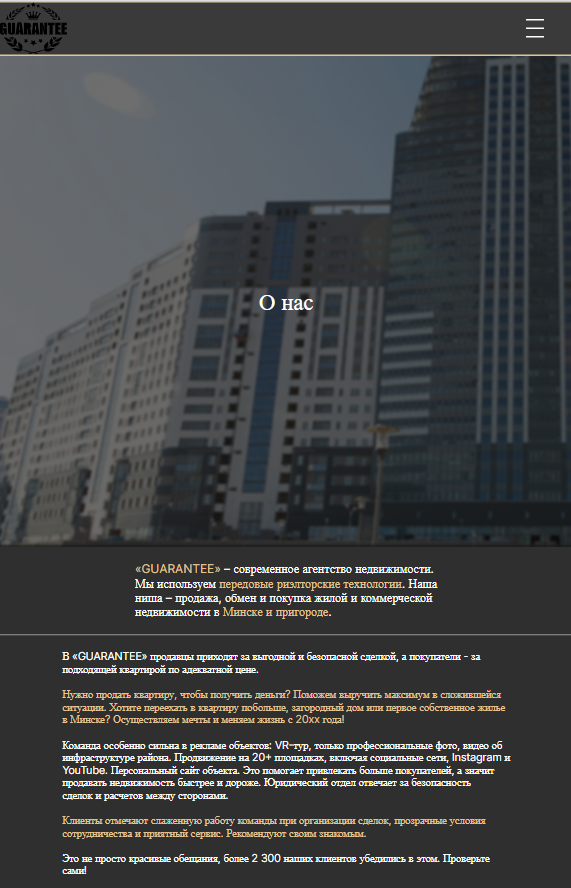 GUARANTEE
О нас
«GUARANTEE» – современное агентство недвижимости.
Мы используем передовые риэлторские технологии. Наша
ниша – продажа, обмен и покупка жилой и коммерческой
недвижимости в Минске и пригороде.
В «GUARANTEE» продавцы приходят за выгодной и безопасной сделкой, а покупатели - за
подходящей квартирой по адекватной цене.
Нужно продать квартиру, чтобы получить деньги? Поможем выручить максимум в сложившейся
ситуации. Хотите переехать в квартиру побольше, загородный дом или первое собственное жилье
в Минске? Осуществляем мечты и меняем жизнь с 20xx года!
Команда особенно сильна в рекламе объектов: VR-тур, только профессиональные фото, видео об
инфраструктуре района. Продвижение на 20+ площадках, включая социальные сети, Instagram и
YouTube. Персональный сайт объекта. Это помогает привлекать больше покупателей, а значит
продавать недвижимость быстрее и дороже. Юридический отдел отвечает за безопасность
сделок и расчетов между сторонами.
Клиенты отмечают слаженную работу команды при организации сделок, прозрачные условия
сотрудничества и приятный сервис. Рекомендуют своим знакомым.
Это не просто красивые обещания, более 2 300 наших клиентов убедились в этом. Проверьте
сами!